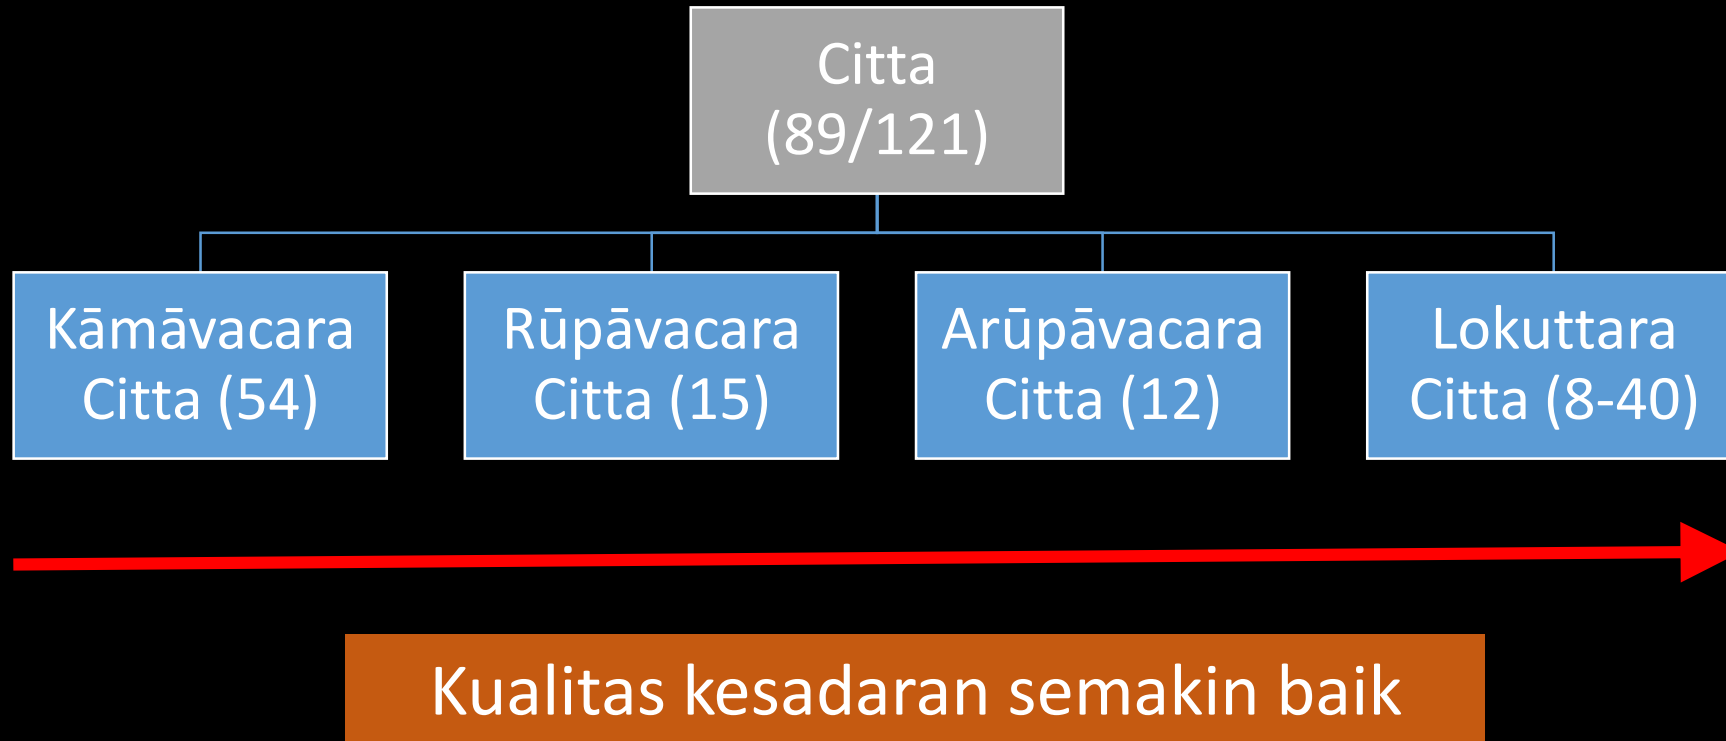 Citta
(89/121)
Kāmāvacara
Citta (54)
Rūpāvacara
Citta (15)
Arūpāvacara
Citta (12)
Lokuttara
Citta (8-40)
Kualitas kesadaran semakin baik